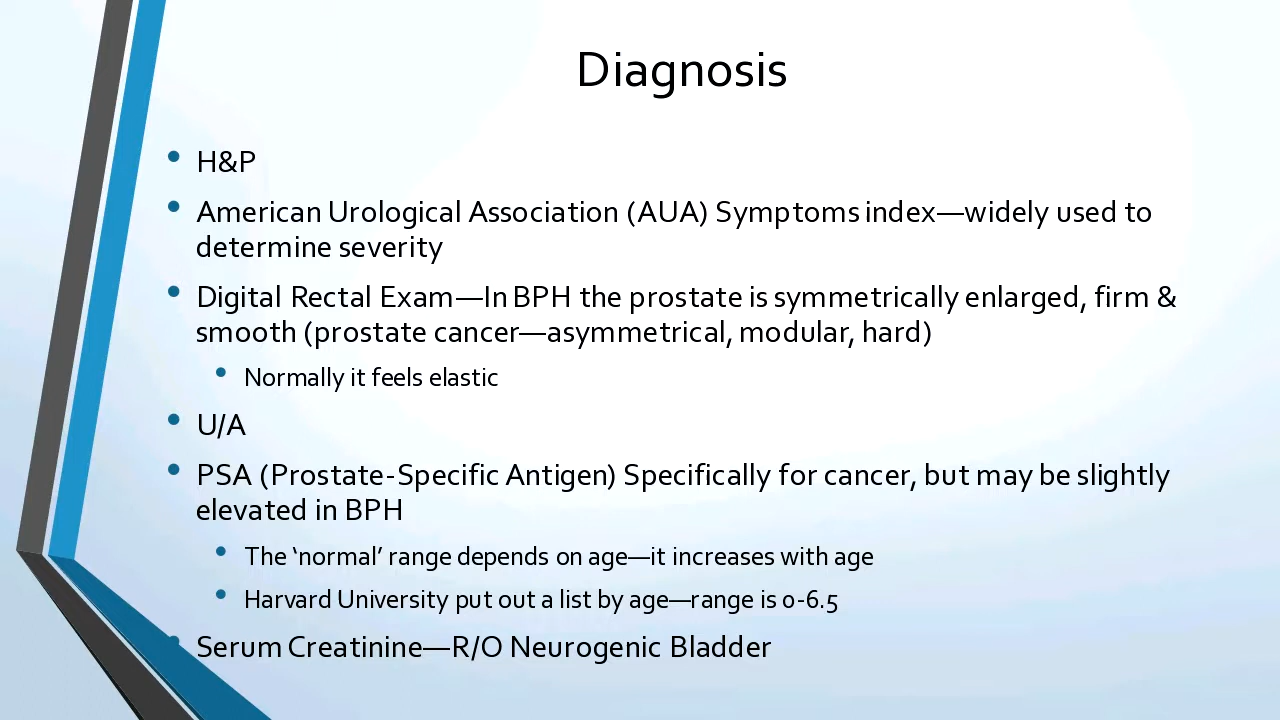 Diagnosis
• H&P
• American Urological Association (AUA) Symptoms index—widely used to
determine severity
• Digital Rectal Exam—In BPH the prostate is symmetrically enlarged, firm &
smooth (prostate cancer—asymmetrical, modular, hard)
• Normally it feels elastic
• U/A
• PSA (Prostate-Specific Antigen) Specifically for cancer, but may be slightly
elevated in BPH
• The ‘normal’ range depends on age—it increases with age
• Harvard University put out a list by age—range is 0-6.5
• Serum Creatinine—R/O Neurogenic Bladder